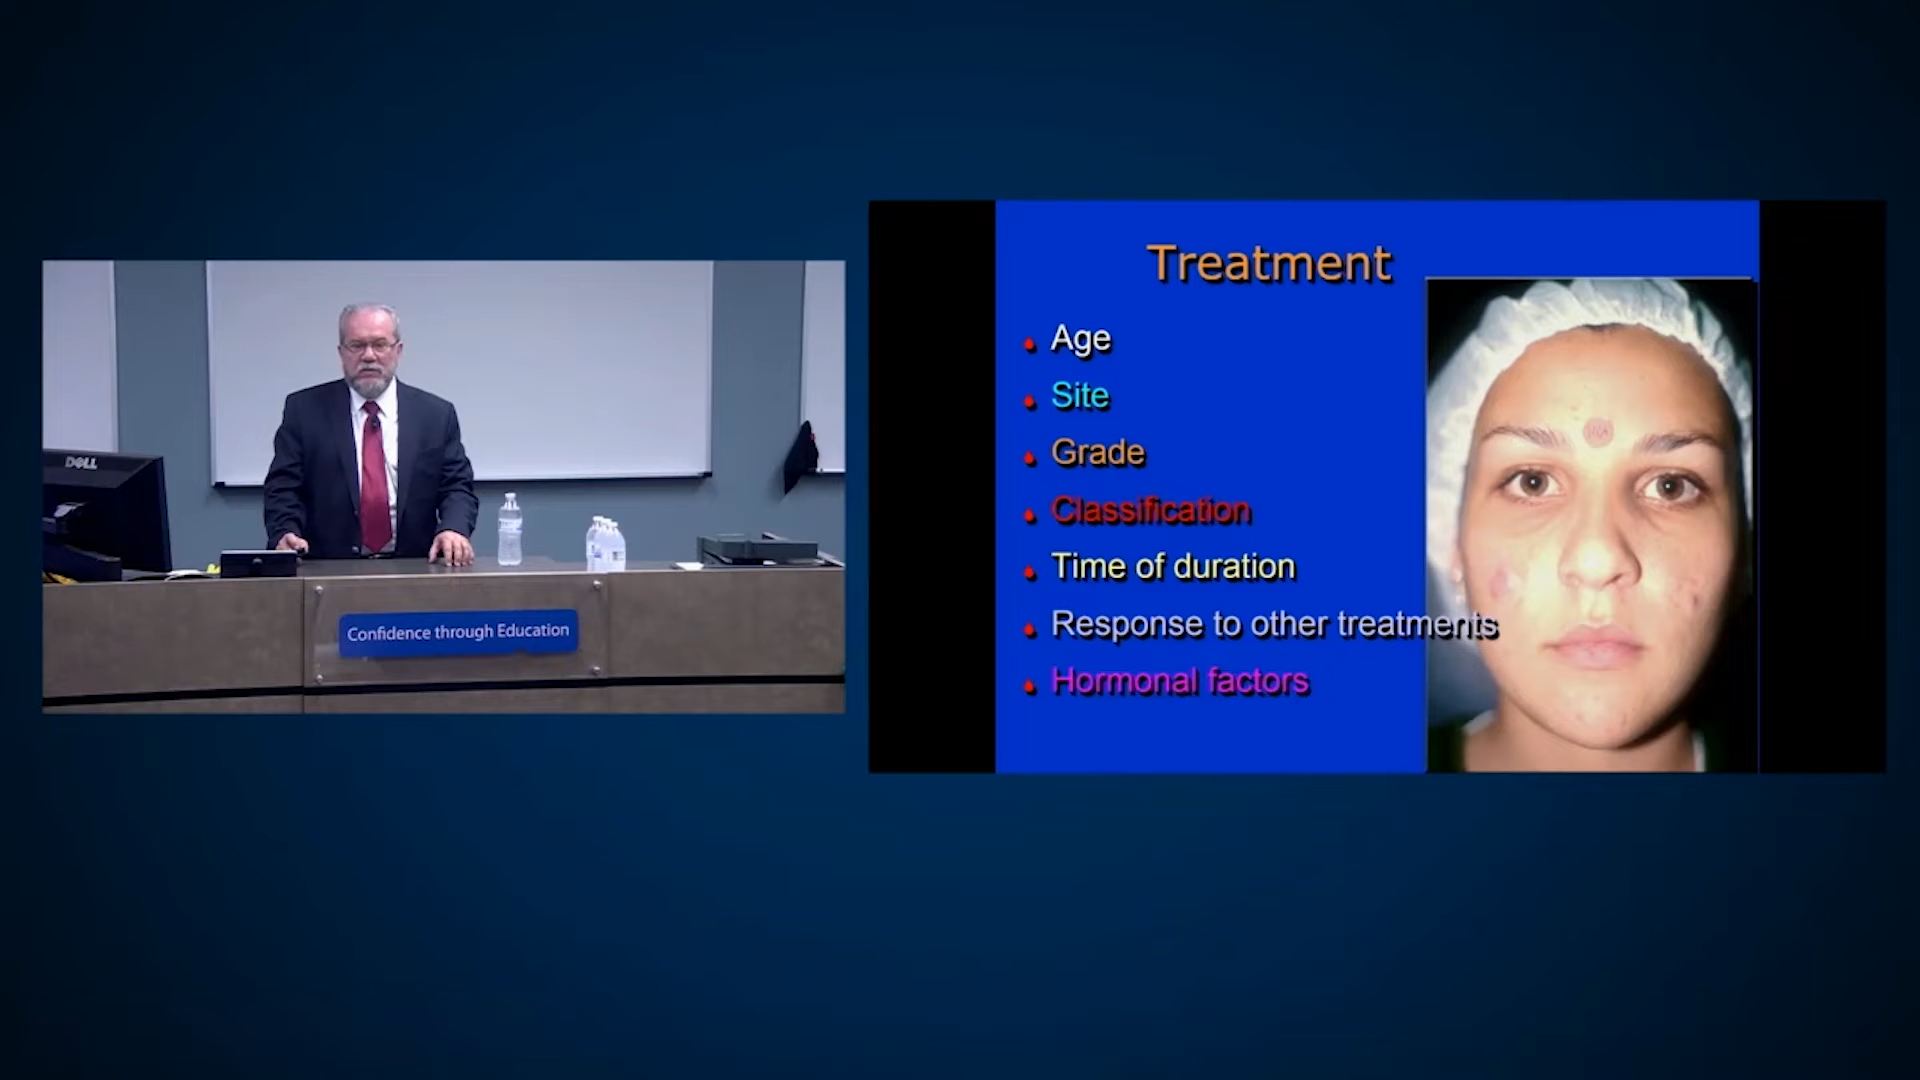 DELL
Confidence through Education
Treatment
Age
Site
Grade
Classification
Time of duration
Response to other treatments
Hormonal factors